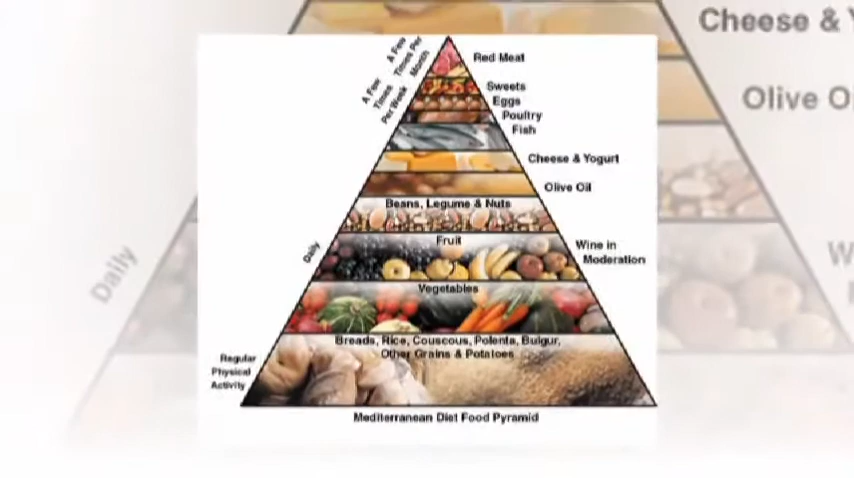 Cheese & Y
Olive Oi
Daily
W
A Few
Times Per
Month
Red Meat
A Few
Times
Per Week
Sweets
Eggs
Poultry
Fish
Cheese & Yogurt
Olive Oil
Beans, Legume & Nuts
Daily
Fruit
Wine in
Moderation
Vegetables
Breads, Rice, Couscous, Polenta, Bulgur,
Other Grains & Potatoes
Regular
Physical
Activity
Mediterranean Diet Food Pyramid